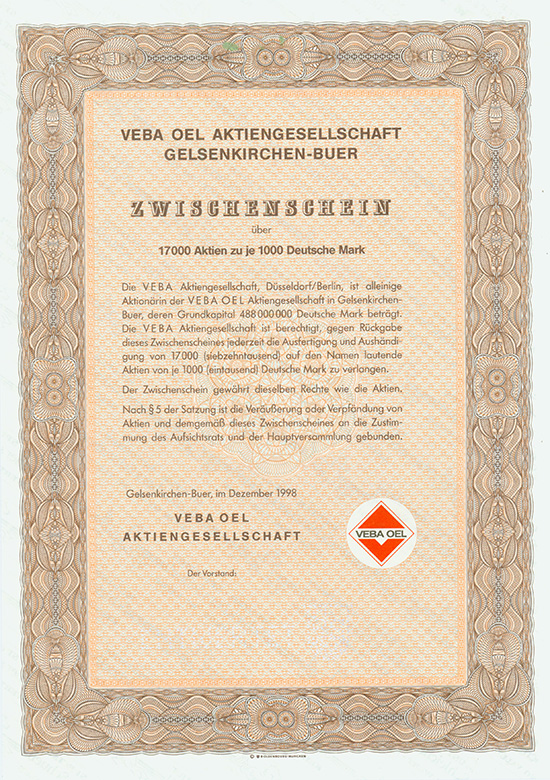 VEBA OEL AKTIENGESELLSCHAFT
GELSENKIRCHEN-BUER
ZWISCHENSCHEIN
über
17000 Aktien zu je 1000 Deutsche Mark
Die VEBA Aktiengesellschaft, Düsseldorf/Berlin, ist alleinige
Aktionärin der VEBA OEL Aktiengesellschaft in Gelsenkirchen-
Buer, deren Grundkapital 488 000 000 Deutsche Mark beträgt.
Die VEBA Aktiengesellschaft ist berechtigt, gegen Rückgabe
dieses Zwischenscheines jederzeit die Ausfertigung und Aushändi-
gung von 17 000 (siebzehntausend) auf den Namen lautende
Aktien von je 1000 (eintausend) Deutsche Mark zu verlangen.
Der Zwischenschein gewährt dieselben Rechte wie die Aktien.
Nach § 5 der Satzung ist die Veräußerung oder Verpfändung von
Aktien und demgemäß dieses Zwischenscheines an die Zustim-
mung des Aufsichtsrats und der Hauptversammlung gebunden.
Gelsenkirchen-Buer, im Dezember 1998
VEBA OEL
AKTIENGESELLSCHAFT
VEBA OEL
Der Vorstand: